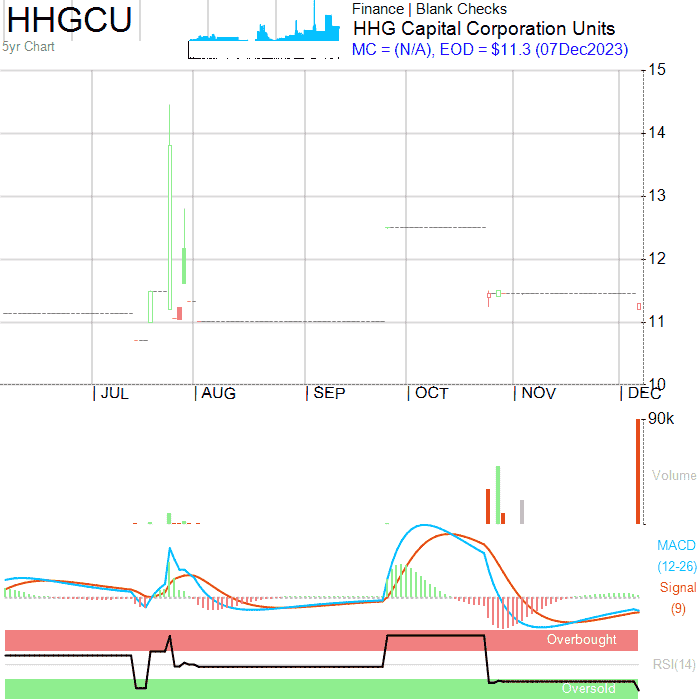 HHGCU
5yr Chart
Finance | Blank Checks
HHG Capital Corporation Units
MC = (N/A), EOD = $11.3 (07Dec2023)
15
14
13
12
11
10
JUL AUG SEP OCT NOV DEC
90k
Volume
MACD
(12-26)
Signal
(9)
Overbought
RSI(14)
Oversold